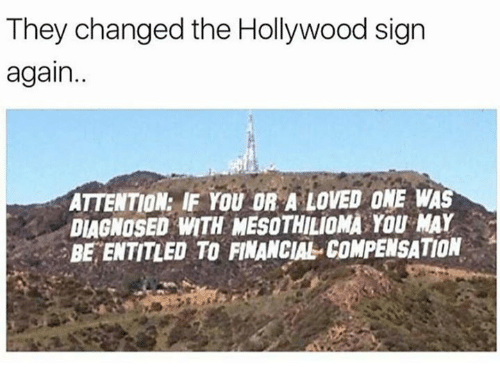 They changed the Hollywood sign
again..
ATTENTION: IF YOU OR A LOVED ONE WAS
DIAGNOSED WITH MESOTHILIOMA YOU MAY
BE ENTITLED TO FINANCIAL COMPENSATION